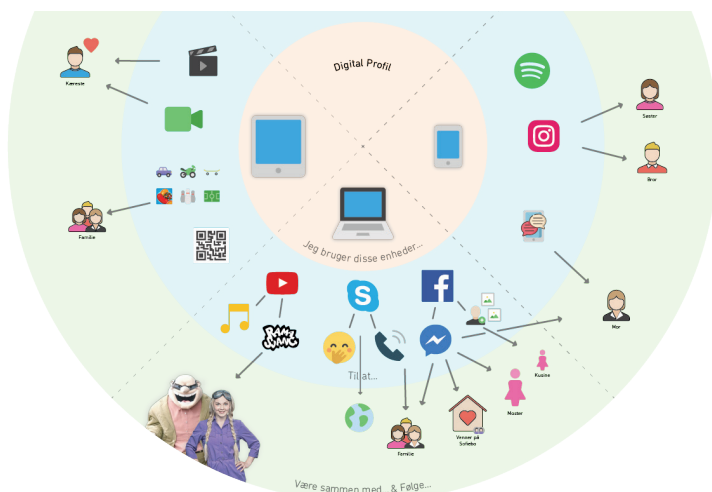 Digital Profil
Kæreste
Søster
Bror
Familie
Jeg bruger disse enheder...
Mor
Kusine
Til at...
Moster
Familie
Venner på
Sofiebo
Være sammen med...& Følge...